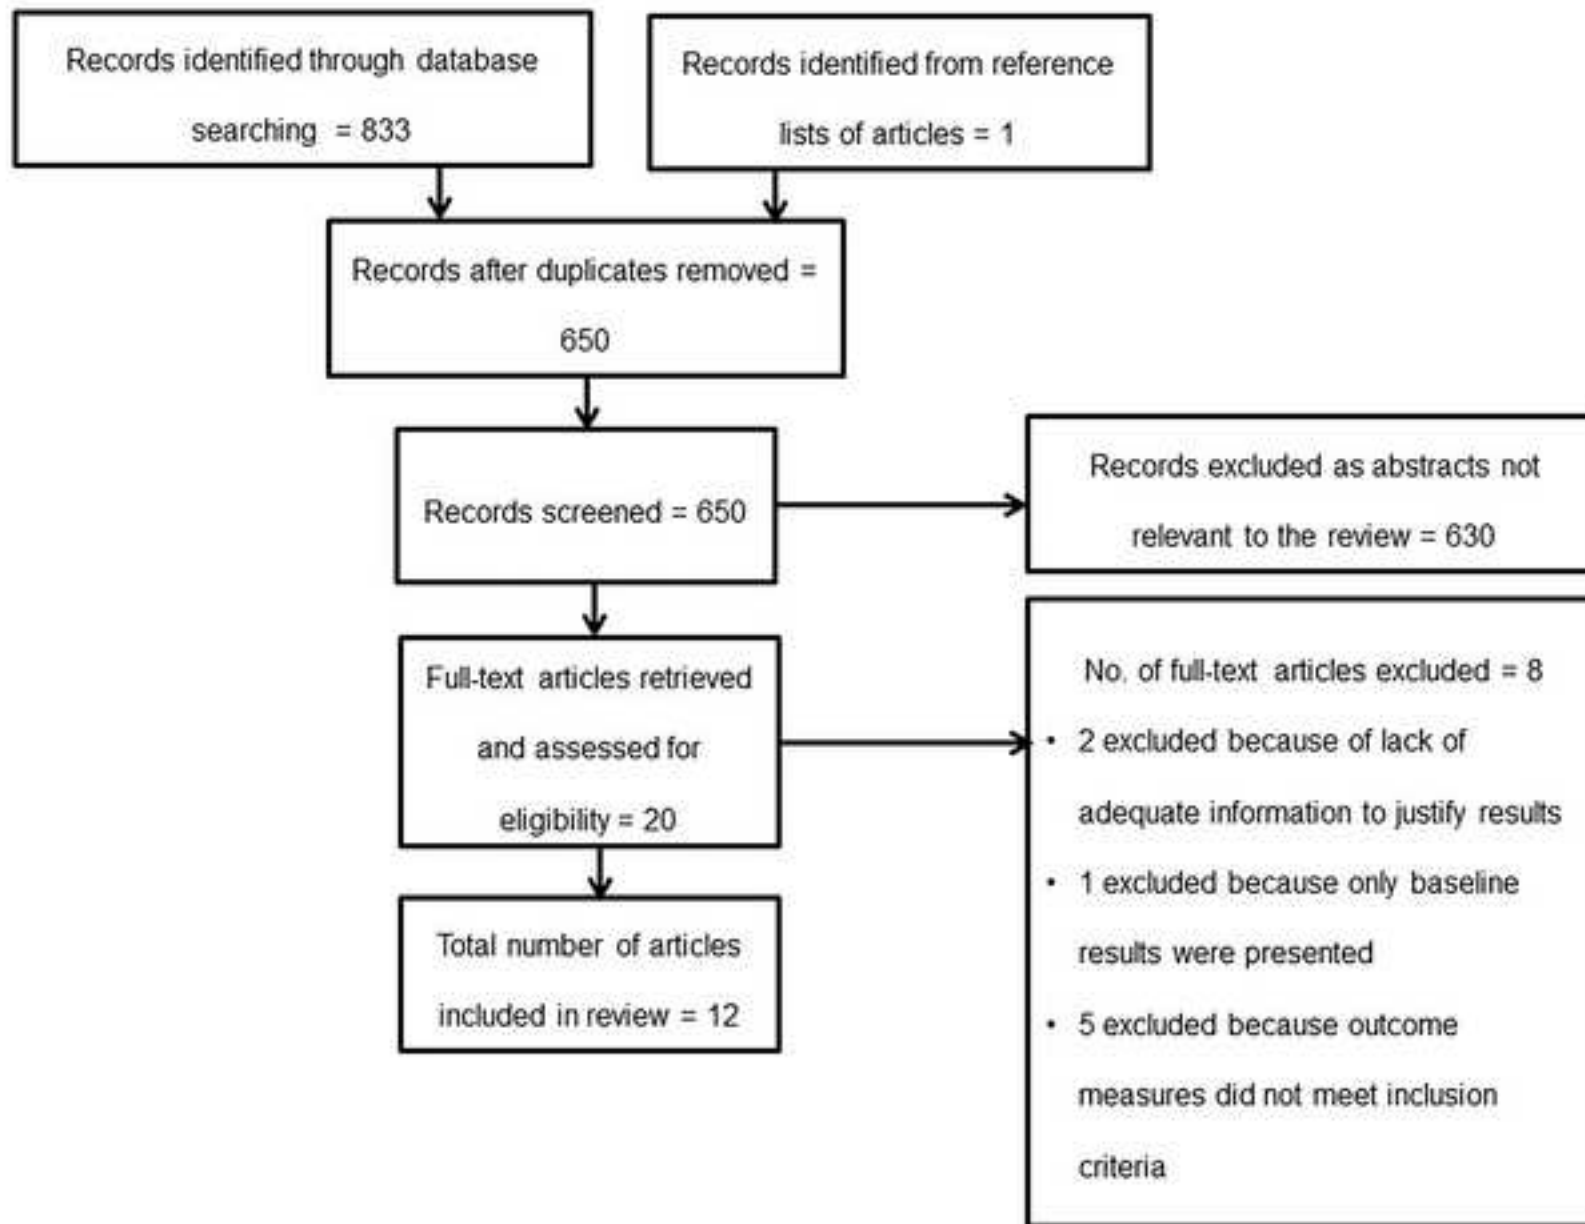 Records identified through database
searching = 833
Records identified from reference
lists of articles = 1
Records after duplicates removed =
650
Records screened = 650
Records excluded as abstracts not
relevant to the review = 630
Full-text articles retrieved
and assessed for
eligibility = 20
No. of full-text articles excluded = 8
• 2 excluded because of lack of
adequate information to justify results
• 1 excluded because only baseline
results were presented
• 5 excluded because outcome
measures did not meet inclusion
criteria
Total number of articles
included in review = 12